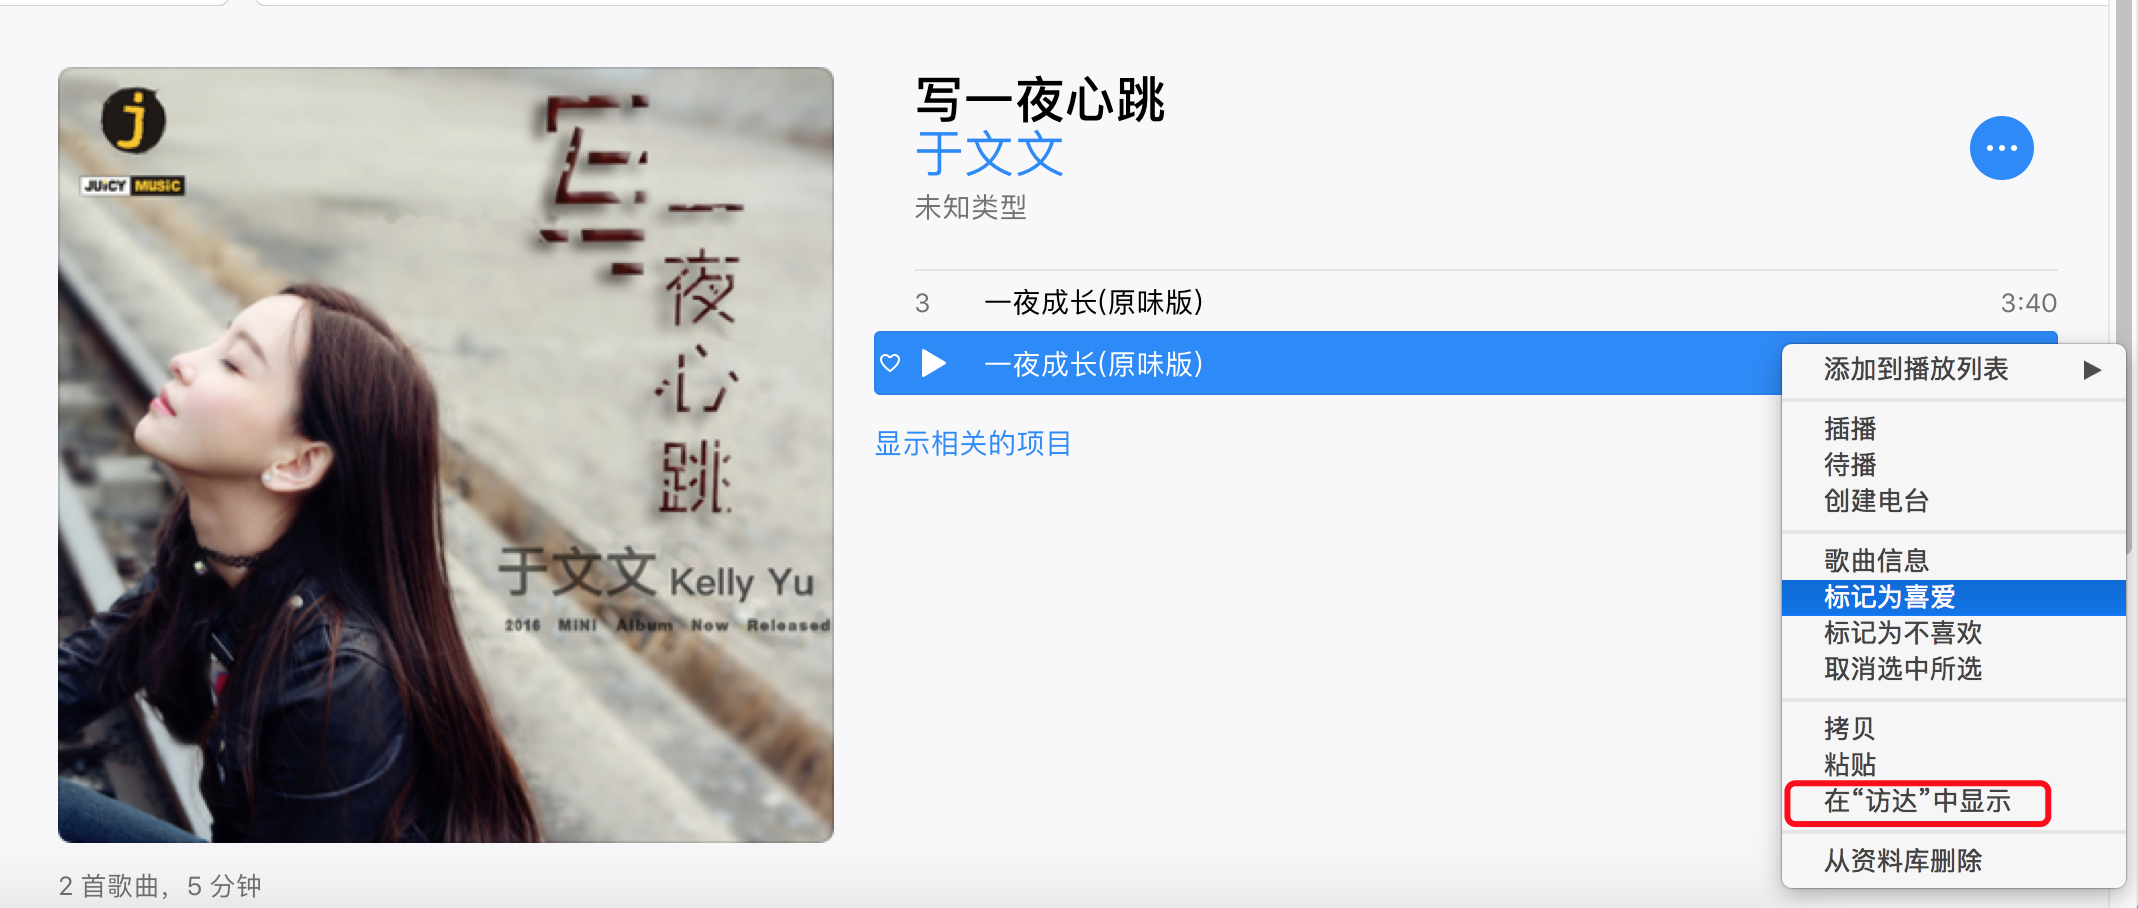 j
JUiCY MUSiC
写
一夜心跳
于文文 Kelly Yu
2016 MiNi Album Now Released
2 首歌曲，5 分钟
写一夜心跳
于文文
未知类型
3 一夜成长(原味版) 3:40
一夜成长(原味版)
显示相关的项目
添加到播放列表
插播
待播
创建电台
歌曲信息
标记为喜爱
标记为不喜欢
取消选中所选
拷贝
粘贴
在“访达”中显示
从资料库删除